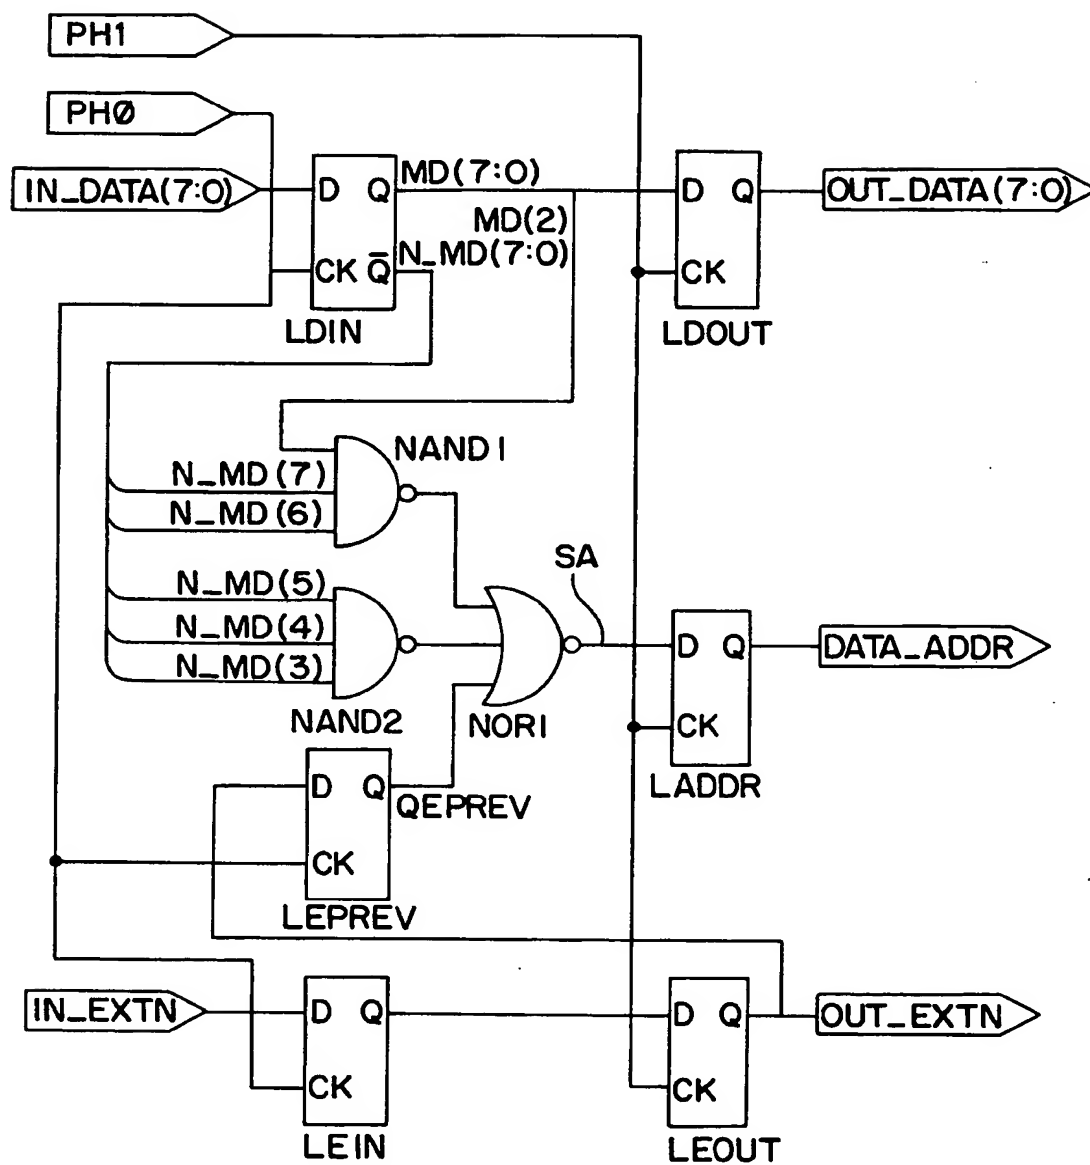 PH1
PHØ
IN_DATA(7:0)
D Q
CK Q̅
LDIN
MD(7:0)
MD(2)
N_MD(7:0)
D Q
CK
LDOUT
OUT_DATA(7:0)
NAND1
N_MD(7)
N_MD(6)
N_MD(5)
N_MD(4)
N_MD(3)
NAND2
NOR1
SA
D Q
CK
LADDR
DATA_ADDR
D Q
CK
QEPREV
LEPREV
IN_EXTN
D Q
CK
LEIN
D Q
CK
LEOUT
OUT_EXTN